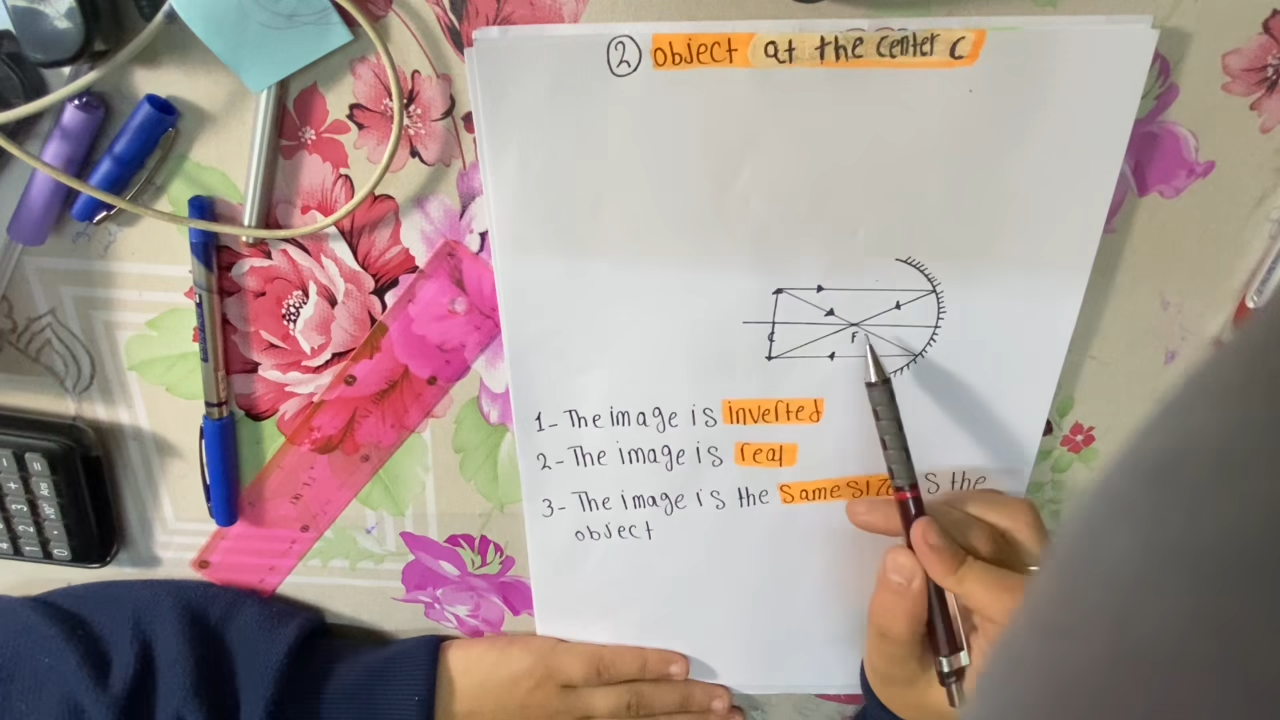 ② object at the center C
C
F
1- The image is inverted
2- The image is real
3- The image is the same size as the
object